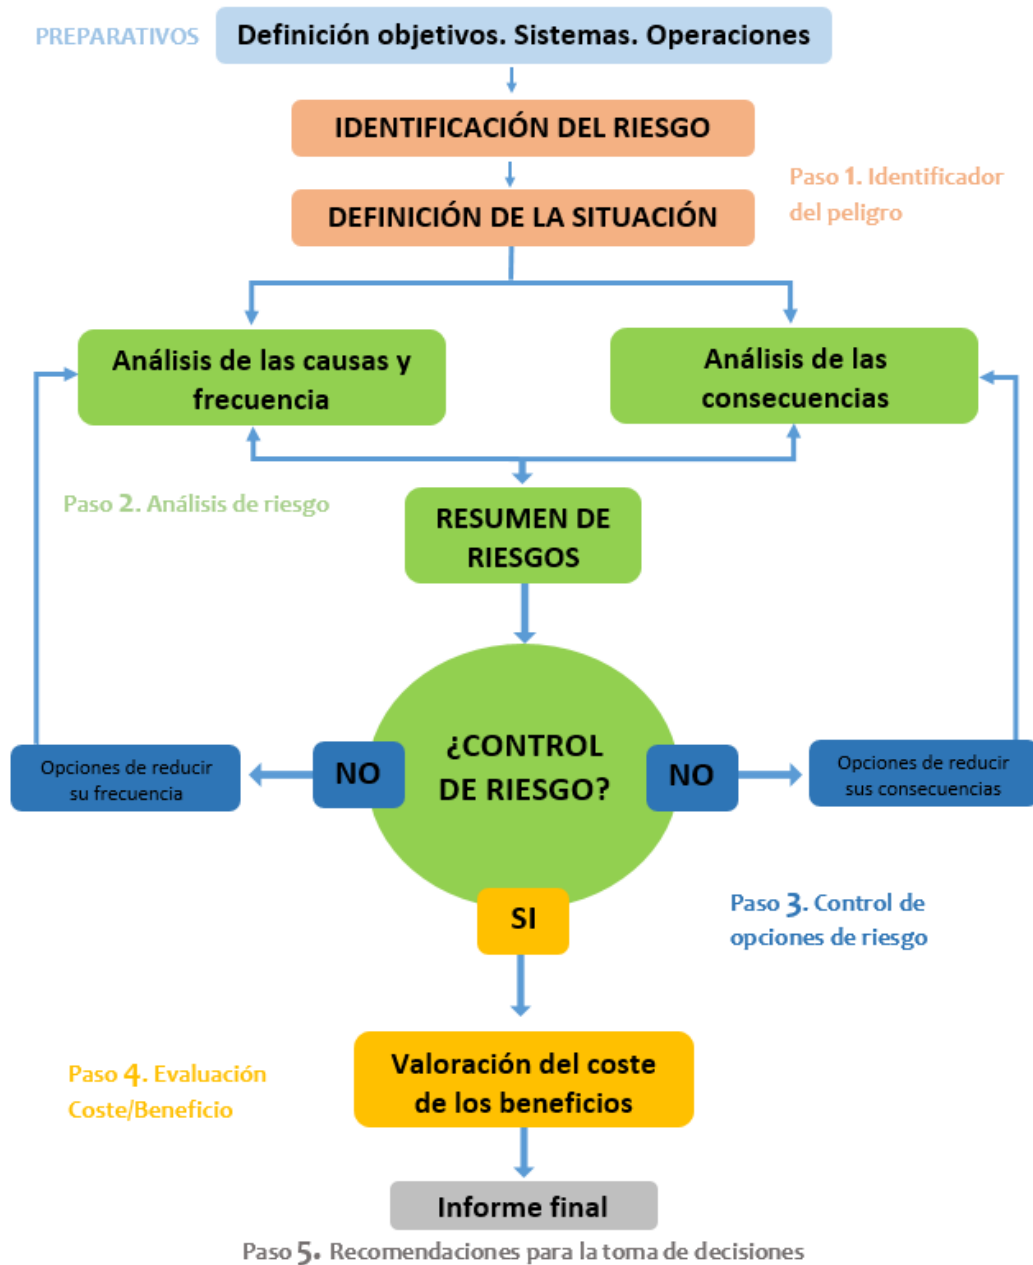 PREPARATIVOS
Definición objetivos. Sistemas. Operaciones
IDENTIFICACIÓN DEL RIESGO
Paso 1. Identificador
del peligro
DEFINICIÓN DE LA SITUACIÓN
Análisis de las causas y
frecuencia
Análisis de las
consecuencias
Paso 2. Análisis de riesgo
RESUMEN DE
RIESGOS
¿CONTROL
DE RIESGO?
NO
NO
Opciones de reducir
su frecuencia
Opciones de reducir
sus consecuencias
SI
Paso 3. Control de
opciones de riesgo
Valoración del coste
de los beneficios
Paso 4. Evaluación
Coste/Beneficio
Informe final
Paso 5. Recomendaciones para la toma de decisiones